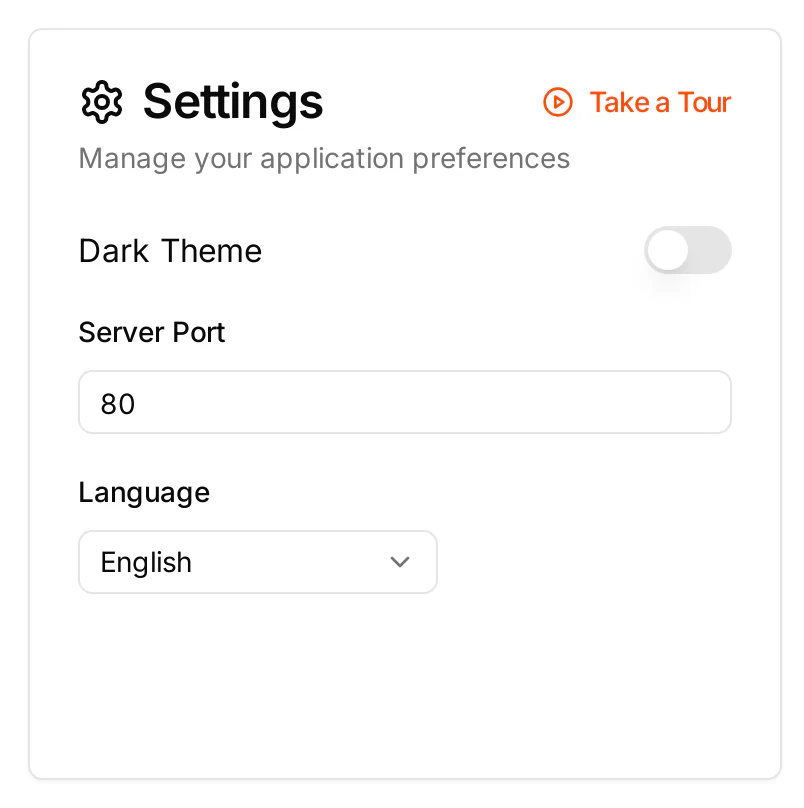 Settings
Take a Tour
Manage your application preferences
Dark Theme
Server Port
80
Language
English